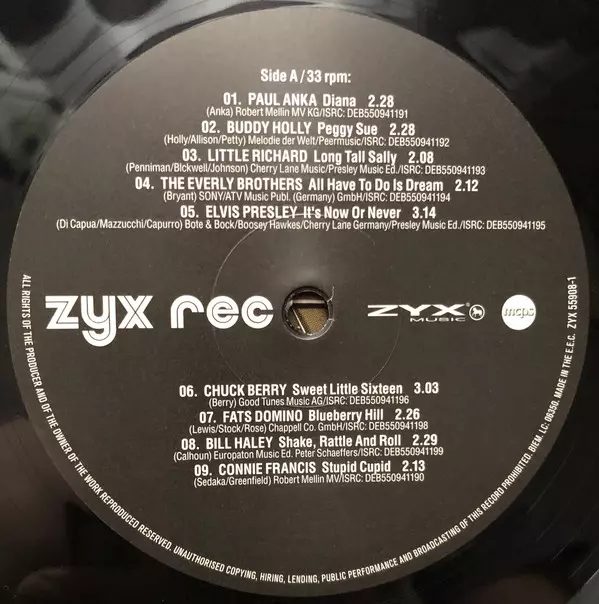 Side A / 33 rpm:
01. PAUL ANKA Diana 2.28
(Anka) Robert Mellin MV KG/ISRC: DEB550941191
02. BUDDY HOLLY Peggy Sue 2.28
(Holly/Allison/Petty) Melodie der Welt/Peermusic/ISRC: DEB550941192
03. LITTLE RICHARD Long Tall Sally 2.08
(Penniman/Blckwell/Johnson) Cherry Lane Music/Presley Music Ed./ISRC: DEB550941193
04. THE EVERLY BROTHERS All Have To Do Is Dream 2.12
(Bryant) SONY/ATV Music Publ. (Germany) GmbH/ISRC: DEB550941194
05. ELVIS PRESLEY It's Now Or Never 3.14
(Di Capua/Mazzucchi/Capurro) Bote & Bock/Boosey Hawkes/Cherry Lane Germany/Presley Music Ed./ISRC: DEB550941195
zyx rec
ZYX®
MUSIC
mcps
06. CHUCK BERRY Sweet Little Sixteen 3.03
(Berry) Good Tunes Music AG/ISRC: DEB550941196
07. FATS DOMINO Blueberry Hill 2.26
(Lewis/Stock/Rose) Chappell Co. GmbH/ISRC: DEB550941198
08. BILL HALEY Shake, Rattle And Roll 2.29
(Calhoun) Europaton Music Ed. Peter Schaeffers/ISRC: DEB550941199
09. CONNIE FRANCIS Stupid Cupid 2.13
(Sedaka/Greenfield) Robert Mellin MV/ISRC: DEB550941190
ALL RIGHTS OF THE PRODUCER AND OF THE OWNER OF THE WORK REPRODUCED RESERVED. UNAUTHORISED COPYING, HIRING, LENDING, PUBLIC PERFORMANCE AND BROADCASTING OF THIS RECORD PROHIBITED. BIEM. LC: 06350. MADE IN THE E.E.C. ZYX 55908-1